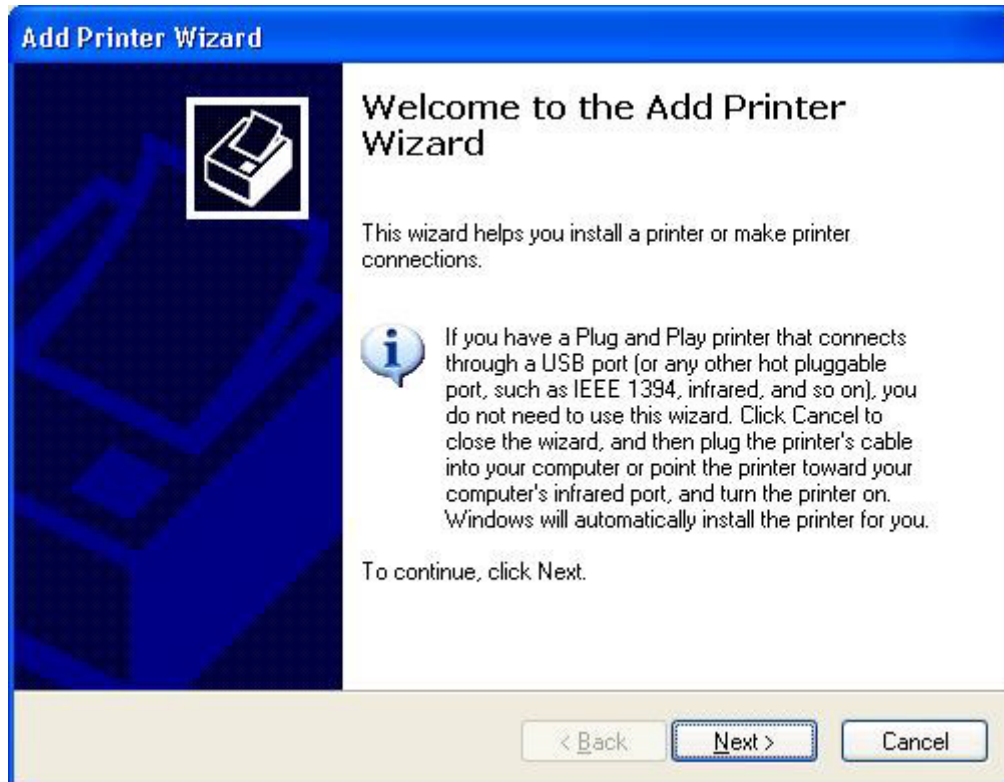 Add Printer Wizard
Welcome to the Add Printer
Wizard
This wizard helps you install a printer or make printer
connections.
If you have a Plug and Play printer that connects
through a USB port (or any other hot pluggable
port, such as IEEE 1394, infrared, and so on), you
do not need to use this wizard. Click Cancel to
close the wizard, and then plug the printer's cable
into your computer or point the printer toward your
computer's infrared port, and turn the printer on.
Windows will automatically install the printer for you.
To continue, click Next.
< Back Next > Cancel